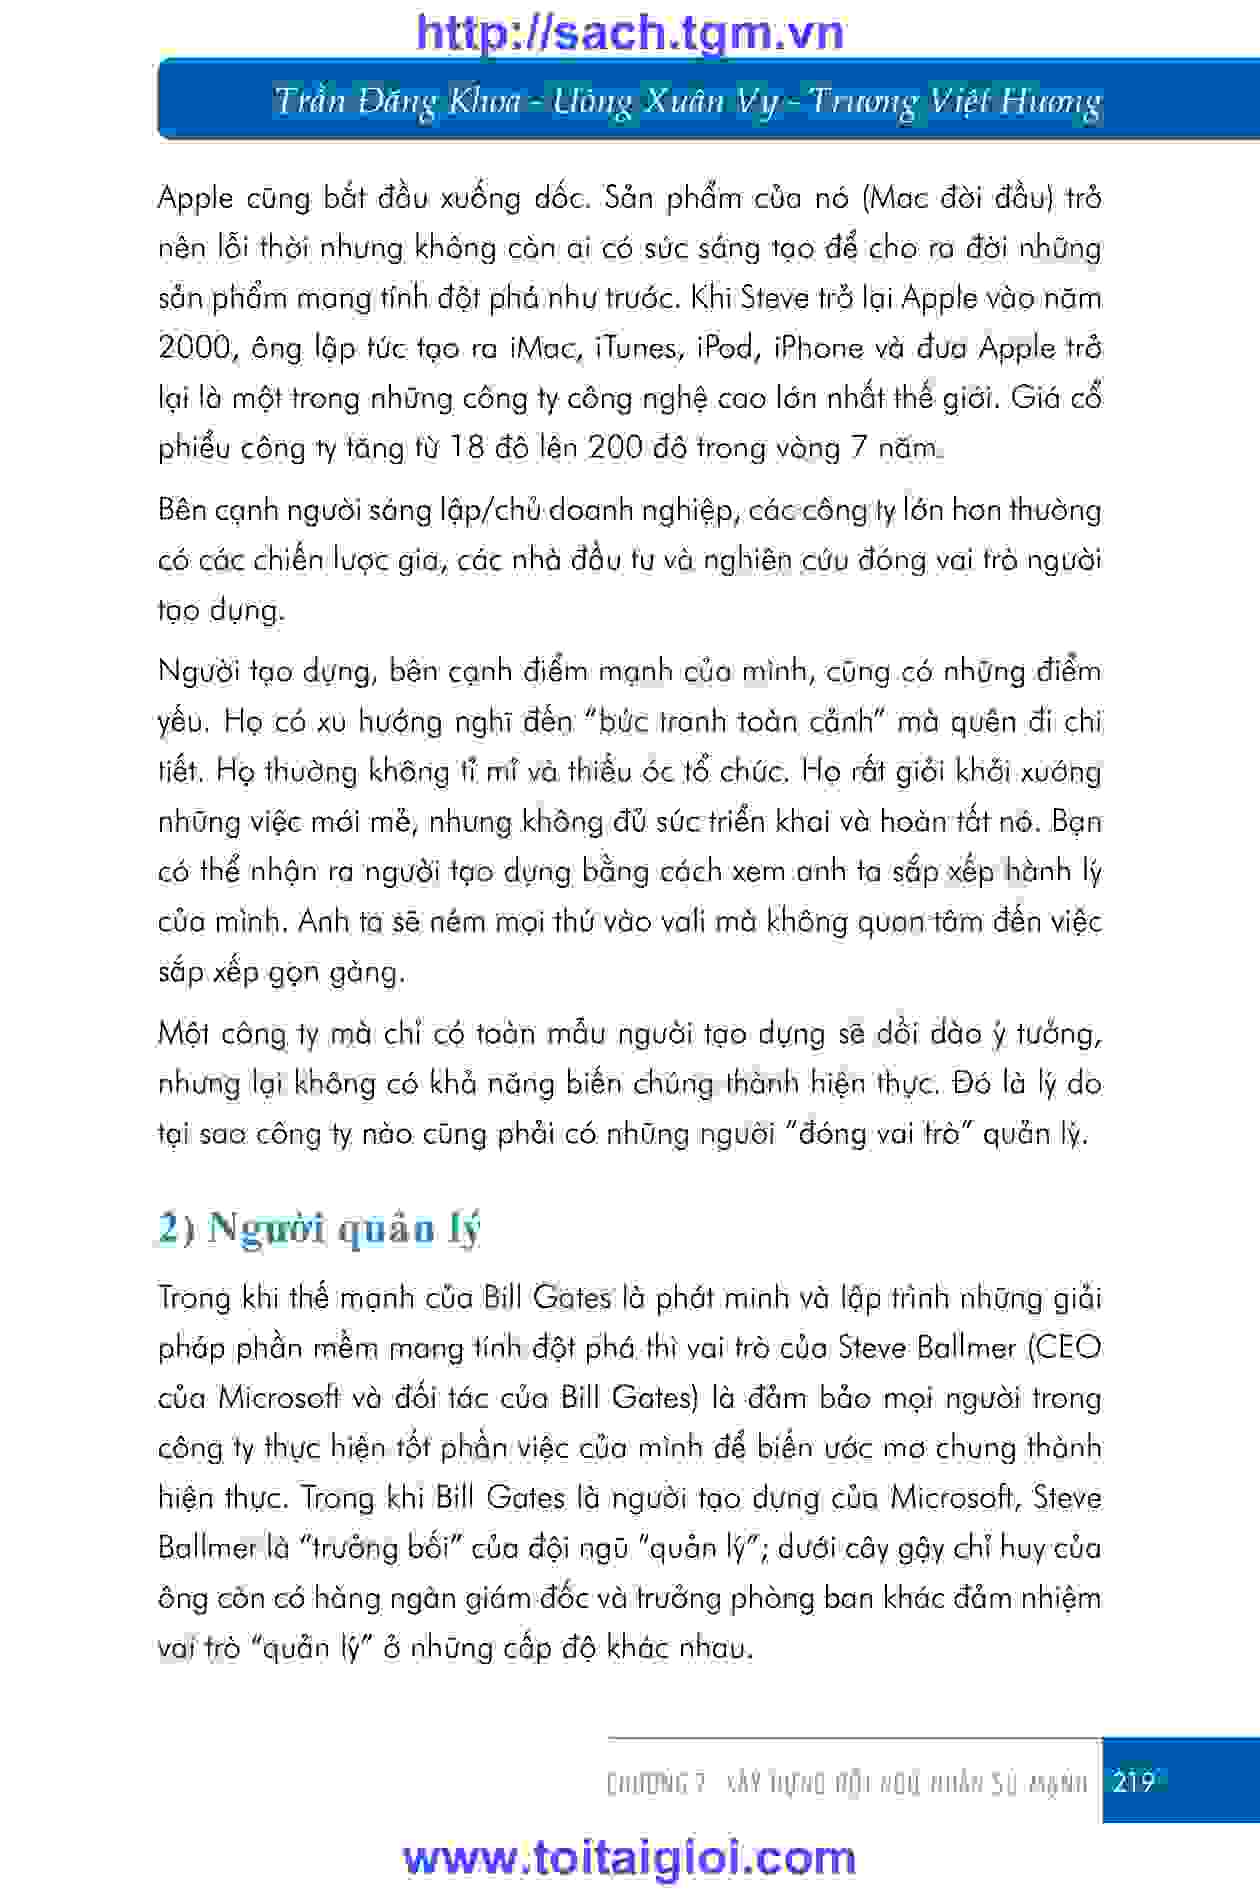 http://sach.tgm.vn
Trần Đăng Khoa - Uông Xuân Vy - Trương Việt Hương
Apple cũng bắt đầu xuống dốc. Sản phẩm của nó (Mac đời đầu) trở
nên lỗi thời nhưng không còn ai có sức sáng tạo để cho ra đời những
sản phẩm mang tính đột phá như trước. Khi Steve trở lại Apple vào năm
2000, ông lập tức tạo ra iMac, iTunes, iPod, iPhone và đưa Apple trở
lại là một trong những công ty công nghệ cao lớn nhất thế giới. Giá cổ
phiếu công ty tăng từ 18 đô lên 200 đô trong vòng 7 năm.
Bên cạnh người sáng lập/chủ doanh nghiệp, các công ty lớn hơn thường
có các chiến lược gia, các nhà đầu tư và nghiên cứu đóng vai trò người
tạo dựng.
Người tạo dựng, bên cạnh điểm mạnh của mình, cũng có những điểm
yếu. Họ có xu hướng nghĩ đến “bức tranh toàn cảnh” mà quên đi chi
tiết. Họ thường không tỉ mỉ và thiếu óc tổ chức. Họ rất giỏi khởi xướng
những việc mới mẻ, nhưng không đủ sức triển khai và hoàn tất nó. Bạn
có thể nhận ra người tạo dựng bằng cách xem anh ta sắp xếp hành lý
của mình. Anh ta sẽ ném mọi thứ vào vali mà không quan tâm đến việc
sắp xếp gọn gàng.
Một công ty mà chỉ có toàn mẫu người tạo dựng sẽ dồi dào ý tưởng,
nhưng lại không có khả năng biến chúng thành hiện thực. Đó là lý do
tại sao công ty nào cũng phải có những người “đóng vai trò” quản lý.
2) Người quản lý
Trong khi thế mạnh của Bill Gates là phát minh và lập trình những giải
pháp phần mềm mang tính đột phá thì vai trò của Steve Ballmer (CEO
của Microsoft và đối tác của Bill Gates) là đảm bảo mọi người trong
công ty thực hiện tốt phần việc của mình để biến ước mơ chung thành
hiện thực. Trong khi Bill Gates là người tạo dựng của Microsoft, Steve
Ballmer là “trưởng bối” của đội ngũ “quản lý”; dưới cây gậy chỉ huy của
ông còn có hàng ngàn giám đốc và trưởng phòng ban khác đảm nhiệm
vai trò “quản lý” ở những cấp độ khác nhau.
CHƯƠNG 7 XÂY DỰNG ĐỘI NGŨ NHÂN SỰ MẠNH 219
www.toitaigioi.com